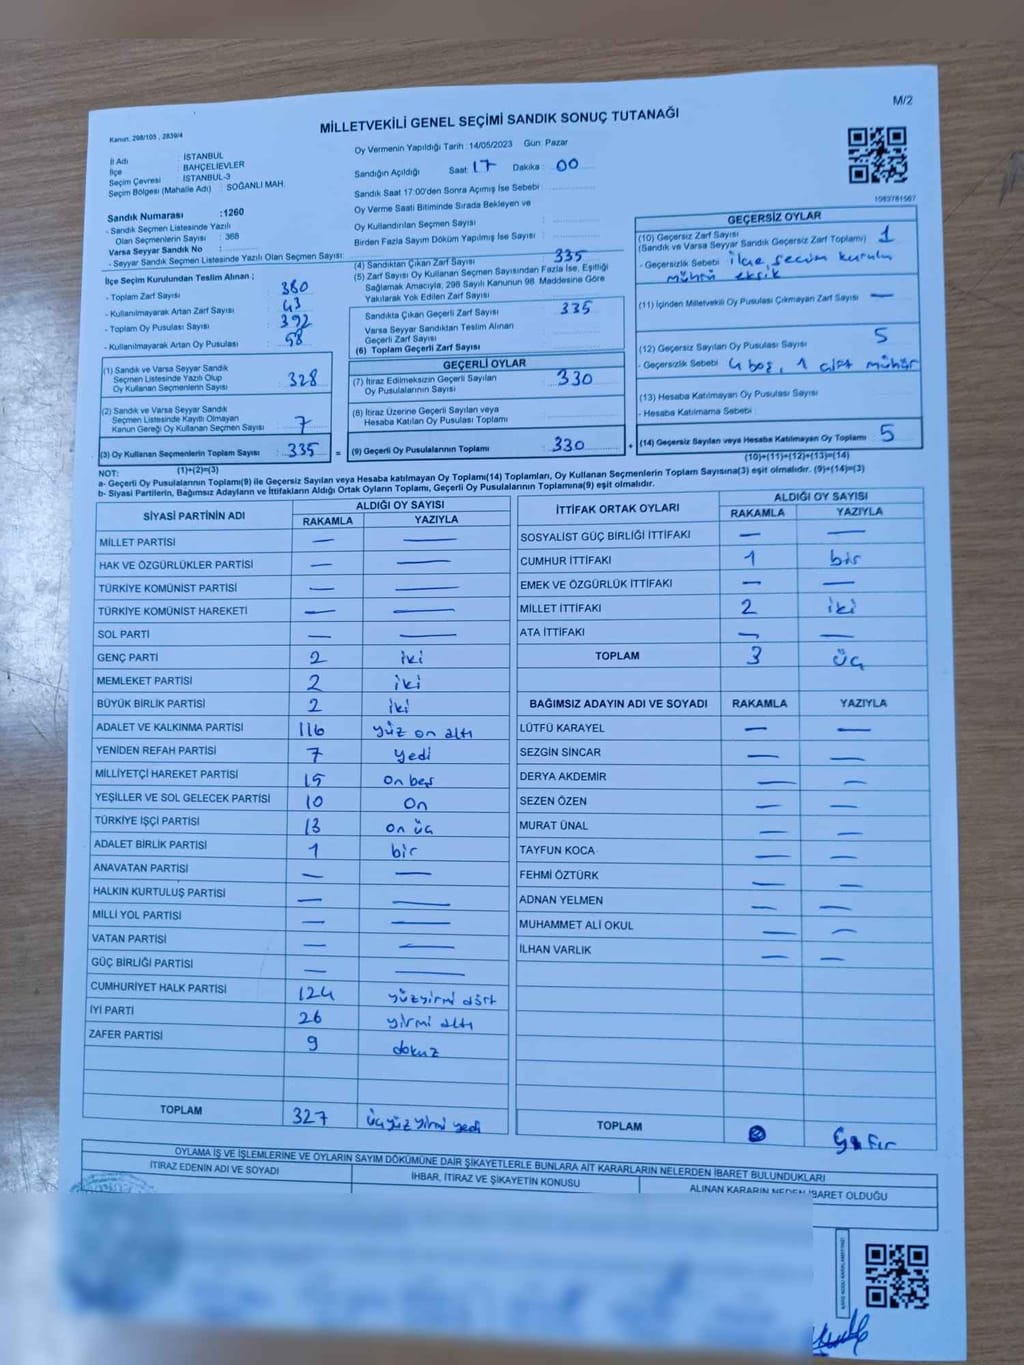 M/2
MİLLETVEKİLİ GENEL SEÇİMİ SANDIK SONUÇ TUTANAĞI
Kanun: 298/105 , 2839/4
İl Adı : İSTANBUL
İlçe : BAHÇELİEVLER
Seçim Çevresi : İSTANBUL-3
Seçim Bölgesi (Mahalle Adı) : SOĞANLI MAH.
Sandık Numarası :1260
- Sandık Seçmen Listesinde Yazılı
Olan Seçmenlerin Sayısı : 368
Varsa Seyyar Sandık No :
- Seyyar Sandık Seçmen Listesinde Yazılı Olan Seçmen Sayısı:
İlçe Seçim Kurulundan Teslim Alınan ;
- Toplam Zarf Sayısı : 380
- Kullanılmayarak Artan Zarf Sayısı : 43
- Toplam Oy Pusulası Sayısı : 392
- Kullanılmayarak Artan Oy Pusulası : 58
(1) Sandık ve Varsa Seyyar Sandık
Seçmen Listesinde Yazılı Olup
Oy Kullanan Seçmenlerin Sayısı : 328
(2) Sandık ve Varsa Seyyar Sandık
Seçmen Listesinde Kayıtlı Olmayan
Kanun Gereği Oy Kullanan Seçmen Sayısı : 7
(3) Oy Kullanan Seçmenlerin Toplam Sayısı : 335 =
(1)+(2)=(3)
Oy Vermenin Yapıldığı Tarih :14/05/2023 Gün: Pazar
Sandığın Açıldığı Saat : 17 Dakika : 00
Sandık Saat 17:00'den Sonra Açımış İse Sebebi :
Oy Verme Saati Bitiminde Sırada Bekleyen ve
Oy Kullandırılan Seçmen Sayısı :
Birden Fazla Sayım Döküm Yapılmış İse Sayısı :
(4) Sandıktan Çıkan Zarf Sayısı : 335
(5) Zarf Sayısı Oy Kullanan Seçmen Sayısından Fazla İse, Eşitliği
Sağlamak Amacıyla; 298 Sayılı Kanunun 98. Maddesine Göre
Yakılarak Yok Edilen Zarf Sayısı :
Sandıkta Çıkan Geçerli Zarf Sayısı : 335
Varsa Seyyar Sandıktan Teslim Alınan
Geçerli Zarf Sayısı :
(6) Toplam Geçerli Zarf Sayısı :
GEÇERLİ OYLAR
(7) İtiraz Edilmeksizin Geçerli Sayılan
Oy Pusulalarının Sayısı : 330
(8) İtiraz Üzerine Geçerli Sayılan veya
Hesaba Katılan Oy Pusulası Toplamı :
(9) Geçerli Oy Pusulalarının Toplamı : 330 +
1083781567
GEÇERSİZ OYLAR
(10) Geçersiz Zarf Sayısı : 1
(Sandık ve Varsa Seyyar Sandık Geçersiz Zarf Toplamı)
- Geçersizlik Sebebi : ilçe seçim kurulu
mührü eksik
(11) İçinden Milletvekili Oy Pusulası Çıkmayan Zarf Sayısı : —
(12) Geçersiz Sayılan Oy Pusulası Sayısı : 5
- Geçersizlik Sebebi : 4 boş, 1 çift mühür
(13) Hesaba Katılmayan Oy Pusulası Sayısı :
- Hesaba Katılmama Sebebi :
(14) Geçersiz Sayılan veya Hesaba Katılmayan Oy Toplamı : 5
(10)+(11)+(12)+(13)=(14)
NOT:
a- Geçerli Oy Pusulalarının Toplamı(9) ile Geçersiz Sayılan veya Hesaba katılmayan Oy Toplamı(14) Toplamları, Oy Kullanan Seçmenlerin Toplam Sayısına(3) eşit olmalıdır. (9)+(14)=(3)
b- Siyasi Partilerin, Bağımsız Adayların ve İttifakların Aldığı Ortak Oyların Toplamı, Geçerli Oy Pusulalarının Toplamına(9) eşit olmalıdır.
SİYASİ PARTİNİN ADI ALDIĞI OY SAYISI
RAKAMLA YAZIYLA
MİLLET PARTİSİ — —
HAK VE ÖZGÜRLÜKLER PARTİSİ — —
TÜRKİYE KOMÜNİST PARTİSİ — —
TÜRKİYE KOMÜNİST HAREKETİ — —
SOL PARTİ — —
GENÇ PARTİ 2 iki
MEMLEKET PARTİSİ 2 iki
BÜYÜK BİRLİK PARTİSİ 2 iki
ADALET VE KALKINMA PARTİSİ 116 yüz on altı
YENİDEN REFAH PARTİSİ 7 yedi
MİLLİYETÇİ HAREKET PARTİSİ 15 on beş
YEŞİLLER VE SOL GELECEK PARTİSİ 10 on
TÜRKİYE İŞÇİ PARTİSİ 13 on üç
ADALET BİRLİK PARTİSİ 1 bir
ANAVATAN PARTİSİ — —
HALKIN KURTULUŞ PARTİSİ — —
MİLLİ YOL PARTİSİ — —
VATAN PARTİSİ — —
GÜÇ BİRLİĞİ PARTİSİ — —
CUMHURİYET HALK PARTİSİ 124 yüzyirmi dört
İYİ PARTİ 26 yirmi altı
ZAFER PARTİSİ 9 dokuz
TOPLAM 327 üçyüz yirmi yedi
İTTİFAK ORTAK OYLARI ALDIĞI OY SAYISI
RAKAMLA YAZIYLA
SOSYALİST GÜÇ BİRLİĞİ İTTİFAKI — —
CUMHUR İTTİFAKI 1 bir
EMEK VE ÖZGÜRLÜK İTTİFAKI — —
MİLLET İTTİFAKI 2 iki
ATA İTTİFAKI — —
TOPLAM 3 üç
BAĞIMSIZ ADAYIN ADI VE SOYADI RAKAMLA YAZIYLA
LÜTFÜ KARAYEL — —
SEZGİN SİNCAR — —
DERYA AKDEMİR — —
SEZEN ÖZEN — —
MURAT ÜNAL — —
TAYFUN KOCA — —
FEHMİ ÖZTÜRK — —
ADNAN YELMEN — —
MUHAMMET ALİ OKUL — —
İLHAN VARLIK — —
TOPLAM 0 sıfır
OYLAMA İŞ VE İŞLEMLERİNE VE OYLARIN SAYIM DÖKÜMÜNE DAİR ŞİKAYETLERLE BUNLARA AİT KARARLARIN NELERDEN İBARET BULUNDUKLARI
İTİRAZ EDENİN ADI VE SOYADI
İHBAR, İTİRAZ VE ŞİKAYETİN KONUSU
ALINAN KARARIN NEDEN İBARET OLDUĞU